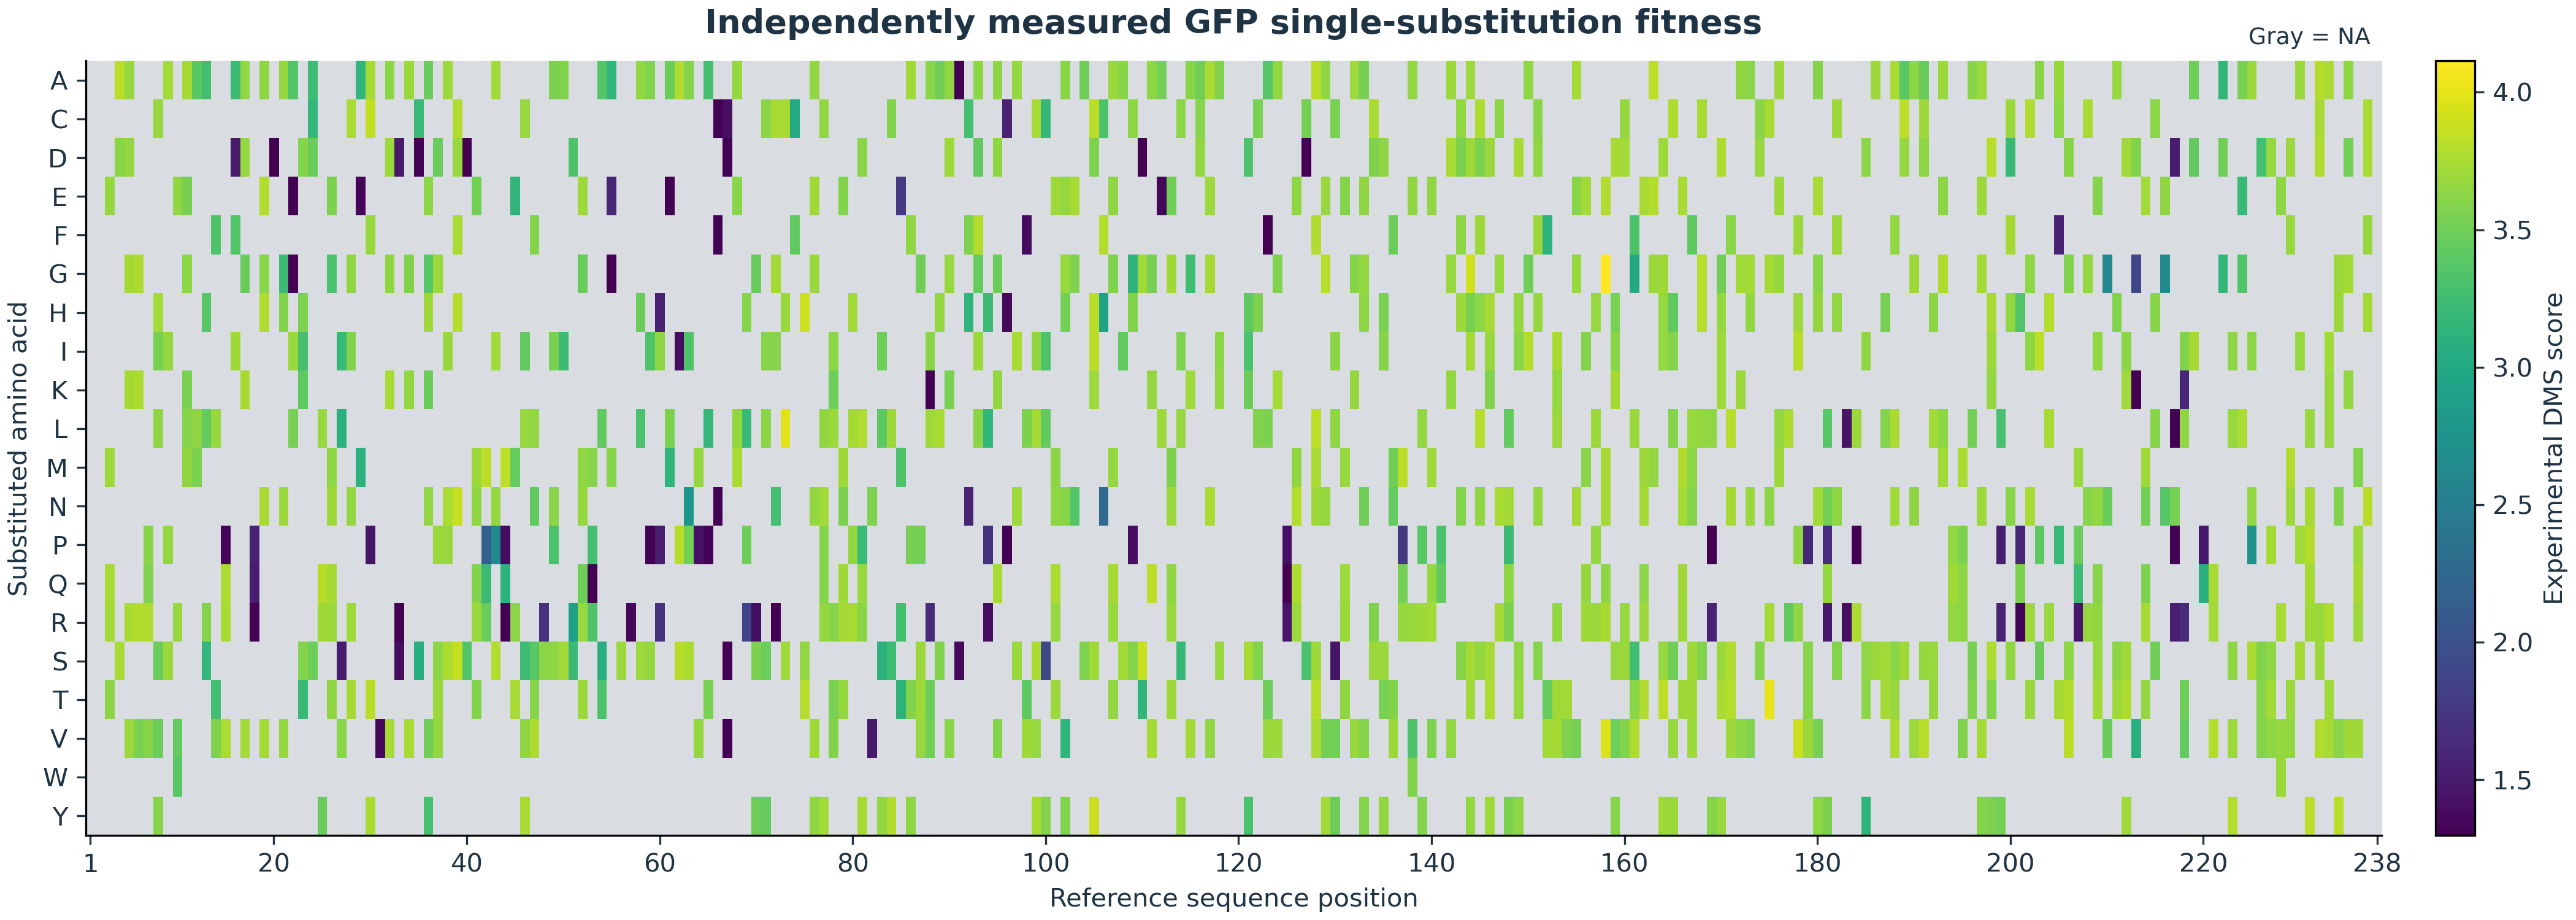 Independently measured GFP single-substitution fitness
Gray = NA
Substituted amino acid
A
C
D
E
F
G
H
I
K
L
M
N
P
Q
R
S
T
V
W
Y
1 20 40 60 80 100 120 140 160 180 200 220 238
Reference sequence position
4.0
3.5
3.0
2.5
2.0
1.5
Experimental DMS score